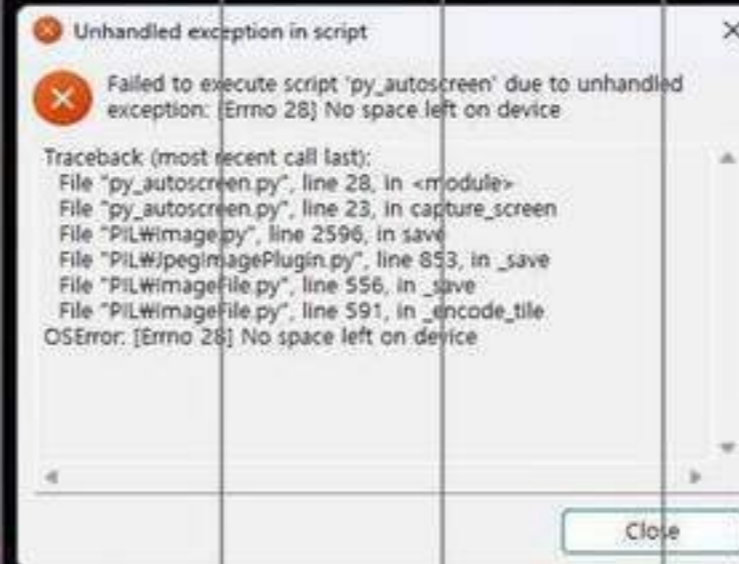 Unhandled exception in script
Failed to execute script 'py_autoscreen' due to unhandled
exception: [Errno 28] No space left on device
Traceback (most recent call last):
File "py_autoscreen.py", line 28, in <module>
File "py_autoscreen.py", line 23, in capture_screen
File "PIL₩Image.py", line 2596, in save
File "PIL₩JpegImagePlugin.py", line 853, in _save
File "PIL₩ImageFile.py", line 556, in _save
File "PIL₩ImageFile.py", line 591, in _encode_tile
OSError: [Errno 28] No space left on device
Close